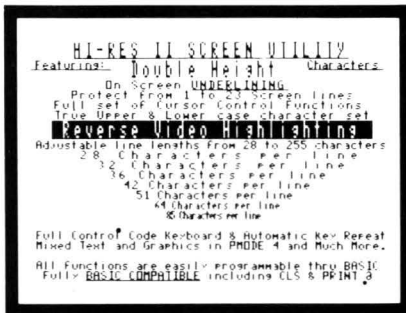 HI-RES II SCREEN UTILITY
Featuring: Double Height Characters
On Screen UNDERLINING
Protect from 1 to 23 Screen lines
Full set of Cursor Control Functions
True Upper & Lower case character set
Reverse Video Highlighting
Adjustable line lengths from 28 to 255 characters
28 Characters per line
32 Characters per line
36 Characters per line
42 Characters per line
51 Characters per line
64 Characters per line
85 Characters per line
Full Control Code Keyboard & Automatic Key Repeat
Mixed Text and Graphics in PMODE 4 and Much More.
All functions are easily programmable thru BASIC
Fully BASIC COMPATIBLE including CLS & PRINT @